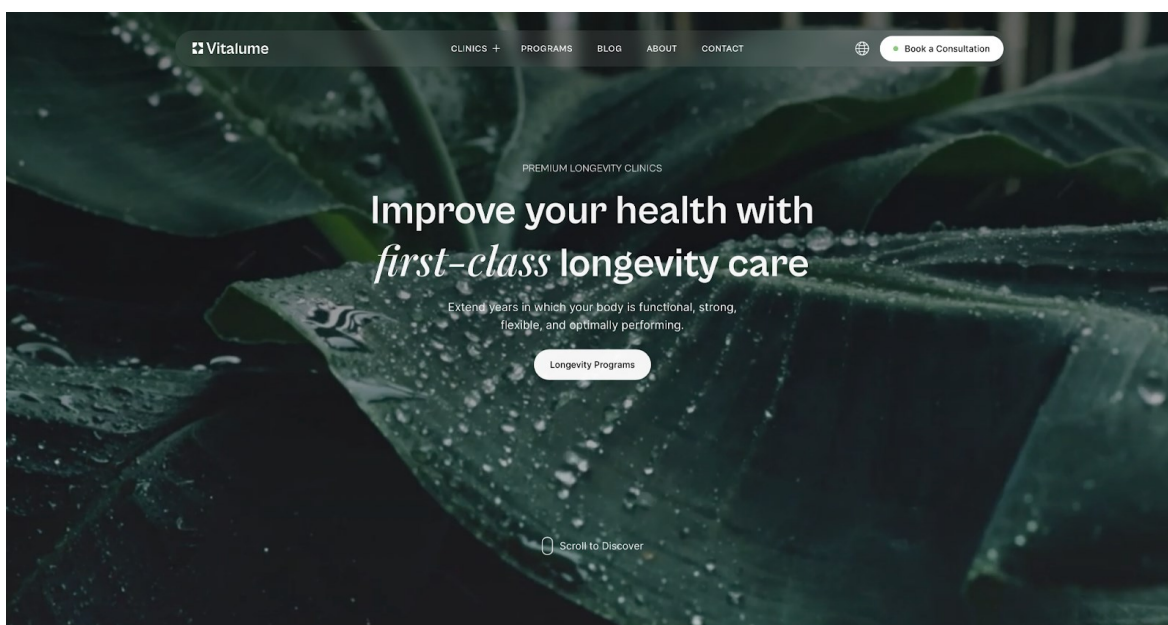 Vitalume
CLINICS +
PROGRAMS
BLOG
ABOUT
CONTACT
Book a Consultation
PREMIUM LONGEVITY CLINICS
Improve your health with
first-class longevity care
Extend years in which your body is functional, strong,
flexible, and optimally performing.
Longevity Programs
Scroll to Discover